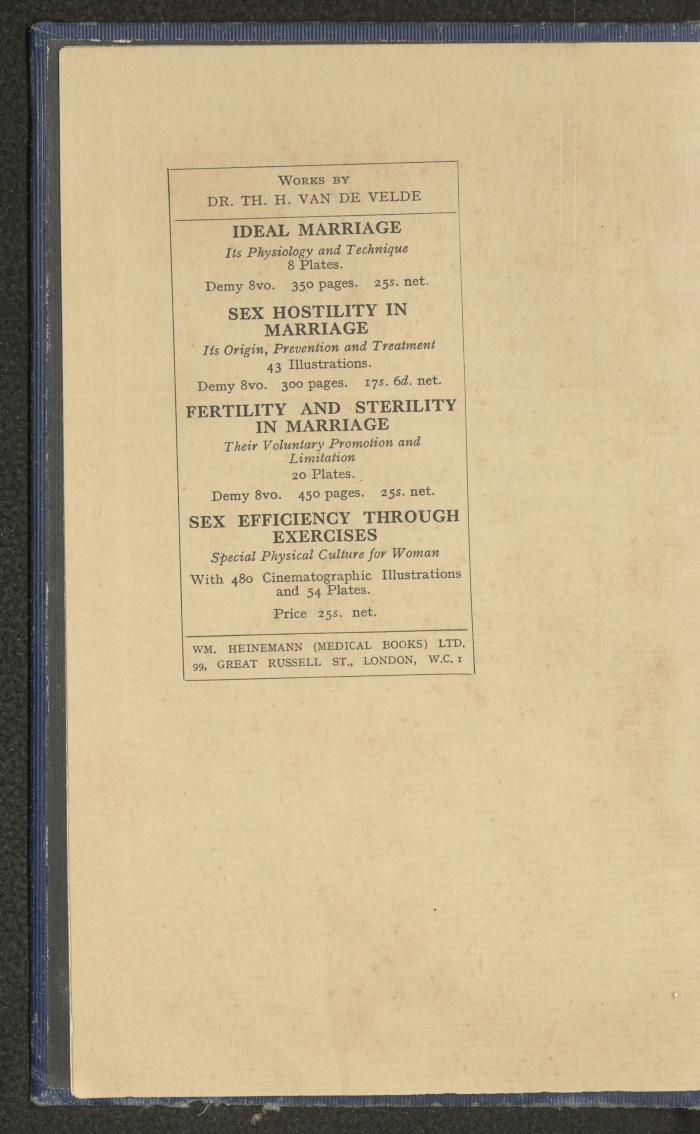 WORKS BY
DR. TH. H. VAN DE VELDE
IDEAL MARRIAGE
Its Physiology and Technique
8 Plates.
Demy 8vo. 350 pages. 25s. net.
SEX HOSTILITY IN
MARRIAGE
Its Origin, Prevention and Treatment
43 Illustrations.
Demy 8vo. 300 pages. 17s. 6d. net.
FERTILITY AND STERILITY
IN MARRIAGE
Their Voluntary Promotion and
Limitation
20 Plates.
Demy 8vo. 450 pages. 25s. net.
SEX EFFICIENCY THROUGH
EXERCISES
Special Physical Culture for Woman
With 480 Cinematographic Illustrations
and 54 Plates.
Price 25s. net.
WM. HEINEMANN (MEDICAL BOOKS) LTD.
99, GREAT RUSSELL ST., LONDON, W.C. 1